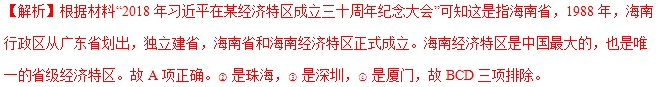 【解析】根据材料“2018 年习近平在某经济特区成立三十周年纪念大会”可知这是指海南省，1988 年，海南
行政区从广东省划出，独立建省，海南省和海南经济特区正式成立。海南经济特区是中国最大的，也是唯
一的省级经济特区。故 A 项正确。②是珠海，③是深圳，①是厦门，故 BCD 三项排除。